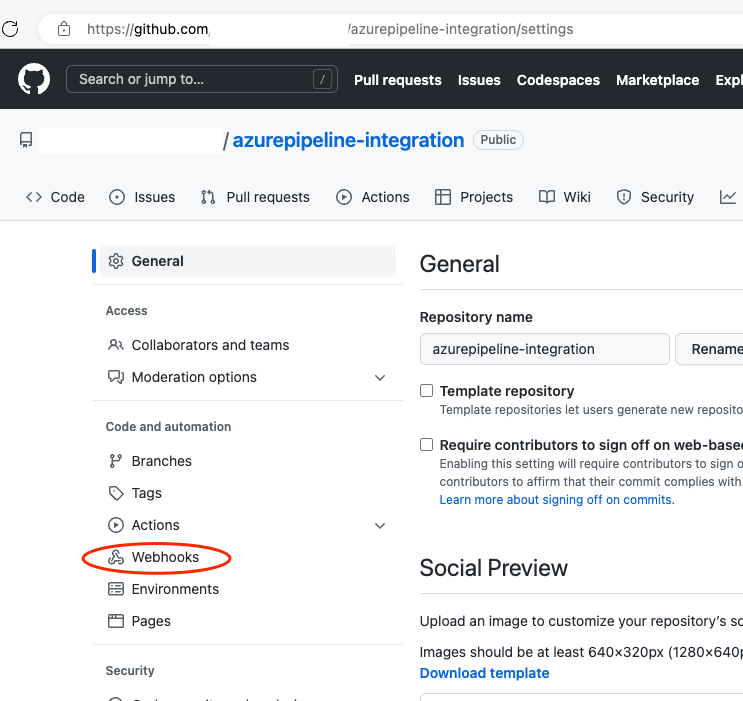 https://github.com /azurepipeline-integration/settings
Search or jump to... / Pull requests Issues Codespaces Marketplace Expl
/ azurepipeline-integration Public
Code Issues Pull requests Actions Projects Wiki Security
General
Access
Collaborators and teams
Moderation options
Code and automation
Branches
Tags
Actions
Webhooks
Environments
Pages
Security
General
Repository name
azurepipeline-integration Rename
Template repository
Template repositories let users generate new reposito
Require contributors to sign off on web-based
Enabling this setting will require contributors to sign o
contributors to affirm that their commit complies with
Learn more about signing off on commits.
Social Preview
Upload an image to customize your repository's so
Images should be at least 640×320px (1280×640p
Download template